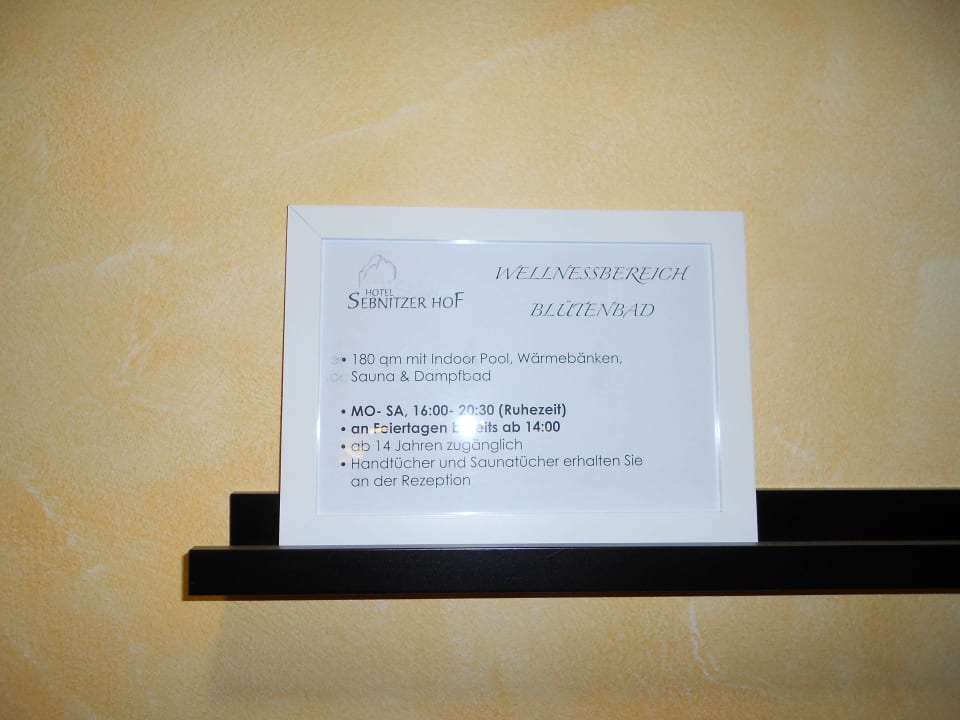 HOTEL
SEBNITZER HOF
WELLNESSBEREICH
BLÜTENBAD
• 180 qm mit Indoor Pool, Wärmebänken,
Sauna & Dampfbad
• MO- SA, 16:00- 20:30 (Ruhezeit)
• an Feiertagen bereits ab 14:00
• ab 14 Jahren zugänglich
• Handtücher und Saunatücher erhalten Sie
an der Rezeption